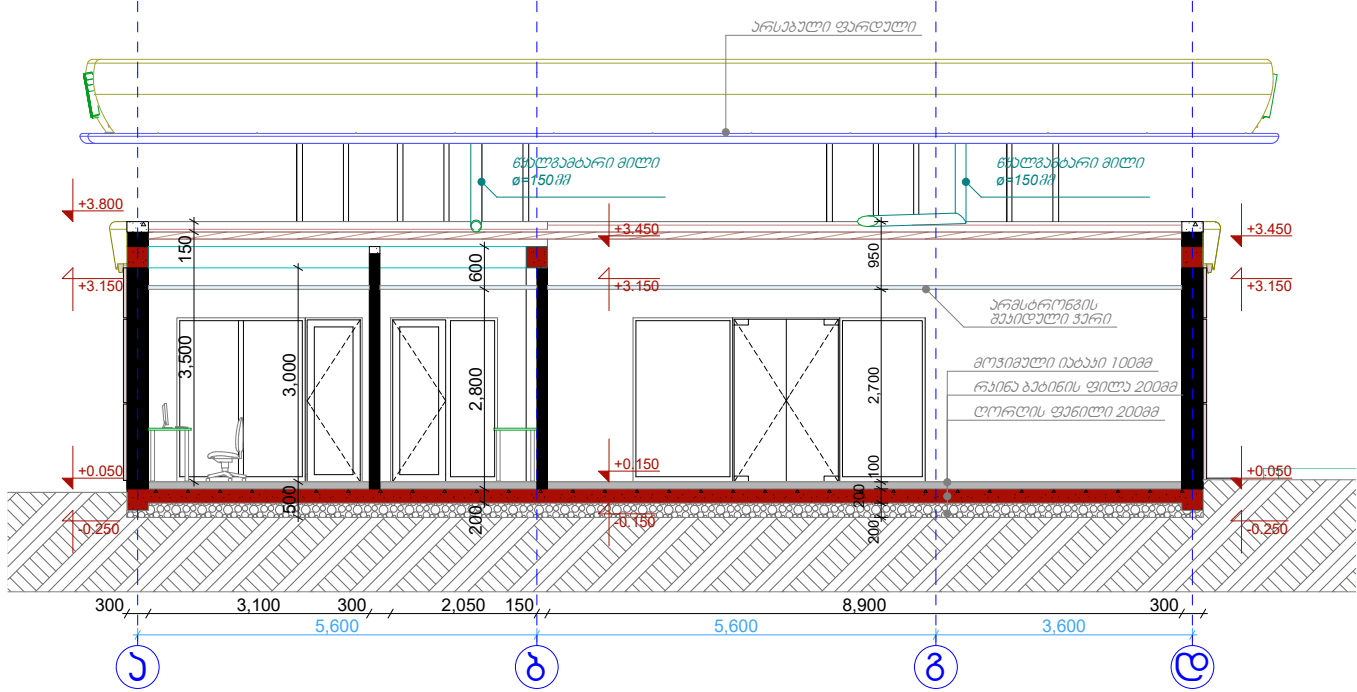 არსებული ფარდული
წყალგამტარი მილი
ø=150მმ
წყალგამტარი მილი
ø=150მმ
+3.800
+3.450
+3.450
150
600
950
+3.150
+3.150
+3.150
არმსტრონგის
შეკიდული ჭერი
3,500
3,000
2,800
2,700
მოჭიმული იატაკი 100მმ
რკინა ბეტინის ფილა 200მმ
ღორღის ფენილი 200მმ
+0.050
+0.150
100
+0.050
500
200
200
200
-0.250
-0.150
-0.250
300
3,100
300
2,050
150
8,900
300
5,600
5,600
3,600
ა
ბ
გ
დ